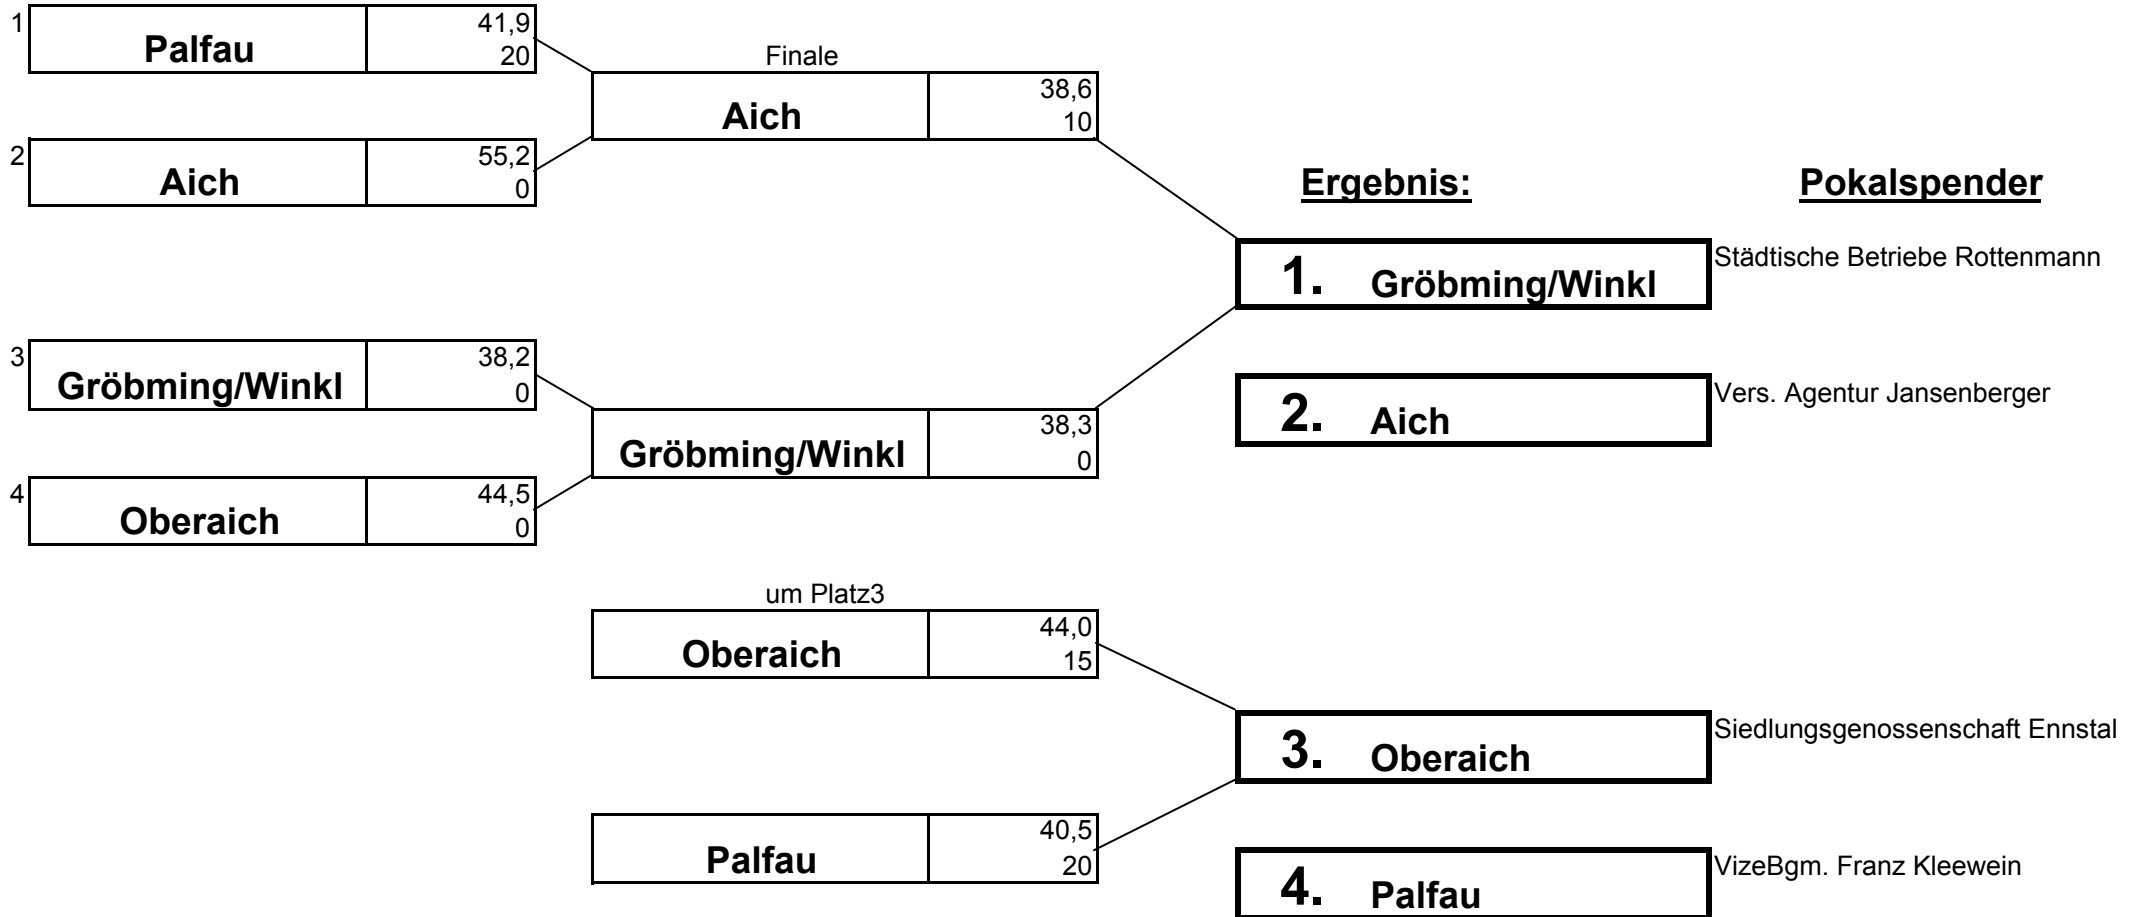 1
41,9
Palfau
20
Finale
38,6
Aich
10
2
55,2
Aich
0
Ergebnis:
Pokalspender
Städtische Betriebe Rottenmann
1. Gröbming/Winkl
3
38,2
Gröbming/Winkl
0
Vers. Agentur Jansenberger
2. Aich
38,3
Gröbming/Winkl
0
4
44,5
Oberaich
0
um Platz3
44,0
Oberaich
15
Siedlungsgenossenschaft Ennstal
3. Oberaich
40,5
Palfau
20
VizeBgm. Franz Kleewein
4. Palfau